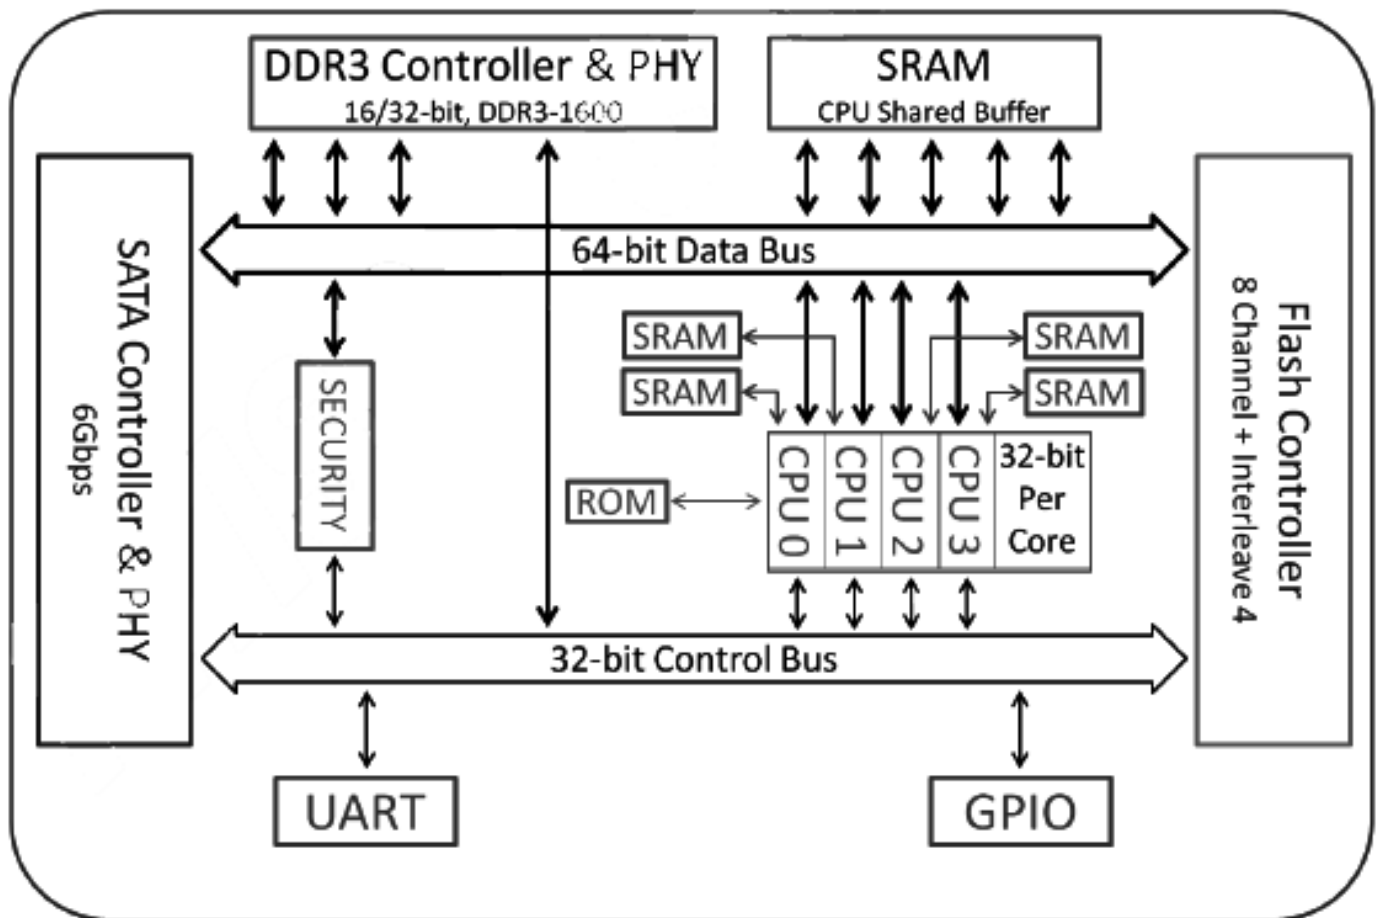 DDR3 Controller & PHY
16/32-bit, DDR3-1600
SRAM
CPU Shared Buffer
SATA Controller & PHY
6Gbps
64-bit Data Bus
Flash Controller
8 Channel + Interleave 4
SECURITY
SRAM
SRAM
SRAM
SRAM
ROM
CPU 0
CPU 1
CPU 2
CPU 3
32-bit
Per
Core
32-bit Control Bus
UART
GPIO